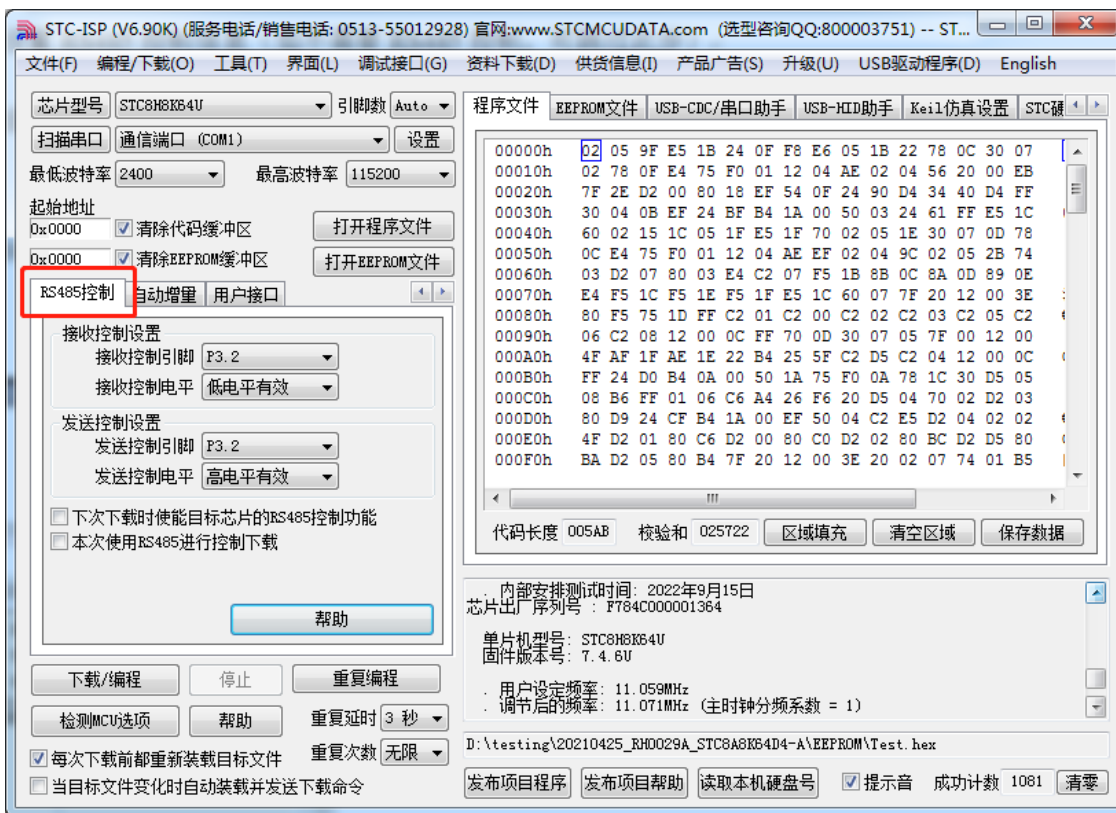 STC-ISP (V6.90K) (服务电话/销售电话: 0513-55012928) 官网:www.STCMCUDATA.com (选型咨询QQ:800003751) -- ST...
文件(F) 编程/下载(O) 工具(T) 界面(L) 调试接口(G) 资料下载(D) 供货信息(I) 产品广告(S) 升级(U) USB驱动程序(D) English
芯片型号 STC8H8K64U 引脚数 Auto
扫描串口 通信端口 (COM1) 设置
最低波特率 2400 最高波特率 115200
起始地址
0x0000 清除代码缓冲区 打开程序文件
0x0000 清除EEPROM缓冲区 打开EEPROM文件
RS485控制 自动增量 用户接口
接收控制设置
接收控制引脚 P3.2
接收控制电平 低电平有效
发送控制设置
发送控制引脚 P3.2
发送控制电平 高电平有效
下次下载时使能目标芯片的RS485控制功能
本次使用RS485进行控制下载
帮助
下载/编程 停止 重复编程
检测MCU选项 帮助 重复延时 3 秒
每次下载前都重新装载目标文件 重复次数 无限
当目标文件变化时自动装载并发送下载命令
程序文件 EEPROM文件 USB-CDC/串口助手 USB-HID助手 Keil仿真设置 STC硬
00000h 02 05 9F E5 1B 24 0F F8 E6 05 1B 22 78 0C 30 07
00010h 02 78 0F E4 75 F0 01 12 04 AE 02 04 56 20 00 EB
00020h 7F 2E D2 00 80 18 EF 54 0F 24 90 D4 34 40 D4 FF
00030h 30 04 0B EF 24 BF B4 1A 00 50 03 24 61 FF E5 1C
00040h 60 02 15 1C 05 1F E5 1F 70 02 05 1E 30 07 0D 78
00050h 0C E4 75 F0 01 12 04 AE EF 02 04 9C 02 05 2B 74
00060h 03 D2 07 80 03 E4 C2 07 F5 1B 8B 0C 8A 0D 89 0E
00070h E4 F5 1C F5 1E F5 1F E5 1C 60 07 7F 20 12 00 3E
00080h 80 F5 75 1D FF C2 01 C2 00 C2 02 C2 03 C2 05 C2
00090h 06 C2 08 12 00 0C FF 70 0D 30 07 05 7F 00 12 00
000A0h 4F AF 1F AE 1E 22 B4 25 5F C2 D5 C2 04 12 00 0C
000B0h FF 24 D0 B4 0A 00 50 1A 75 F0 0A 78 1C 30 D5 05
000C0h 08 B6 FF 01 06 C6 A4 26 F6 20 D5 04 70 02 D2 03
000D0h 80 D9 24 CF B4 1A 00 EF 50 04 C2 E5 D2 04 02 02
000E0h 4F D2 01 80 C6 D2 00 80 C0 D2 02 80 BC D2 D5 80
000F0h BA D2 05 80 B4 7F 20 12 00 3E 20 02 07 74 01 B5
代码长度 005AB 校验和 025722 区域填充 清空区域 保存数据
. 内部安排测试时间: 2022年9月15日
芯片出厂序列号 : F784C000001364
单片机型号: STC8H8K64U
固件版本号: 7.4.6U
. 用户设定频率: 11.059MHz
. 调节后的频率: 11.071MHz (主时钟分频系数 = 1)
D:\testing\20210425_RH0029A_STC8A8K64D4-A\EEPROM\Test.hex
发布项目程序 发布项目帮助 读取本机硬盘号 提示音 成功计数 1081 清零